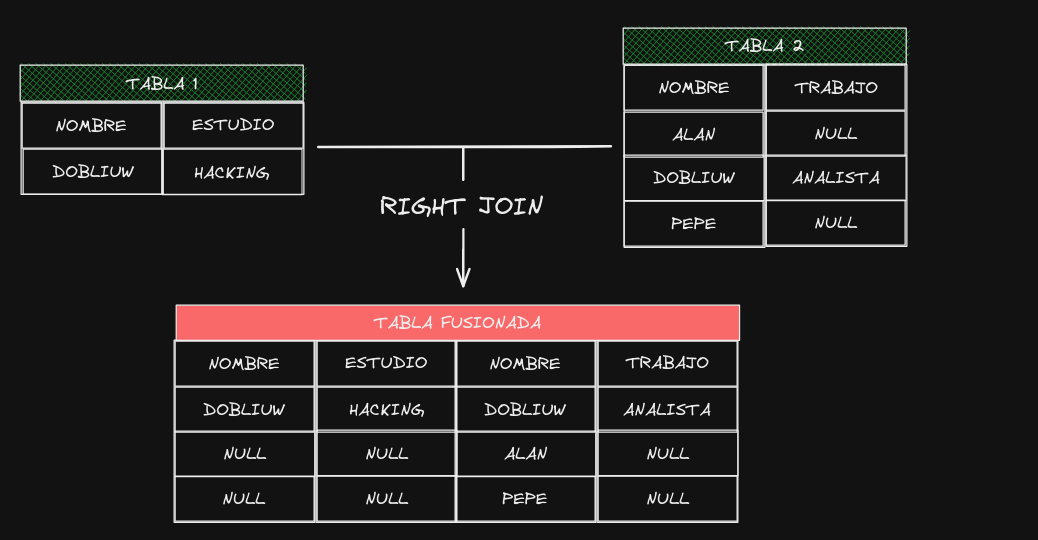 TABLA 1
NOMBRE ESTUDIO
DOBLIUW HACKING
TABLA 2
NOMBRE TRABAJO
ALAN NULL
DOBLIUW ANALISTA
PEPE NULL
RIGHT JOIN
TABLA FUSIONADA
NOMBRE ESTUDIO NOMBRE TRABAJO
DOBLIUW HACKING DOBLIUW ANALISTA
NULL NULL ALAN NULL
NULL NULL PEPE NULL